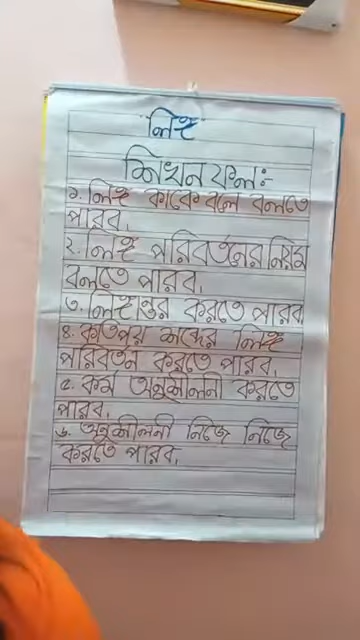 "লিঙ্গ"
শিখনফল:-
১. লিঙ্গ কাকে বলে বলতে
পারব।
২. লিঙ্গ পরিবর্তনের নিয়ম
বলতে পারব।
৩. লিঙ্গান্তর করতে পারব
৪. কতিপয় শব্দের লিঙ্গ
পরিবর্তন করতে পারব।
৫. কর্ম অনুশীলনী করতে
পারব।
৬. অনুশীলনী নিজে নিজে
করতে পারব।